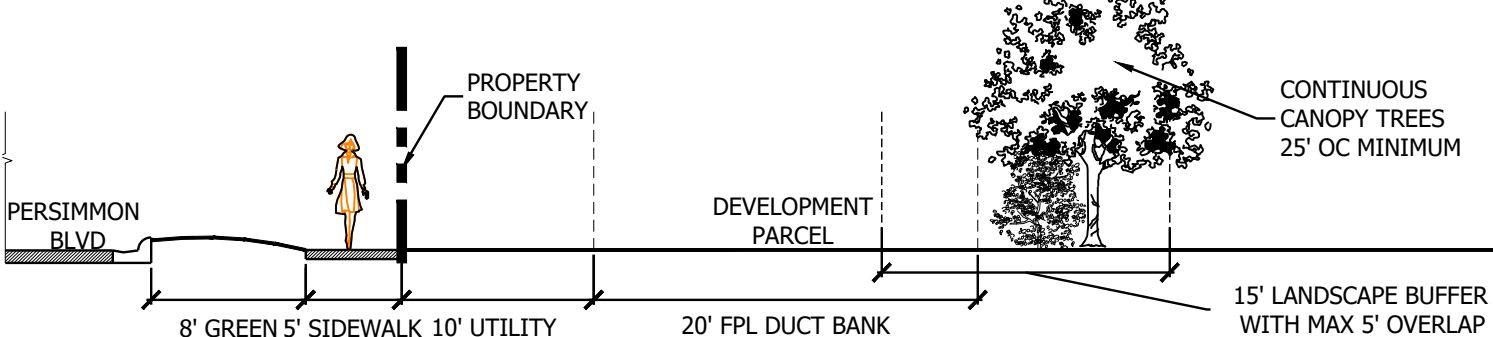 PROPERTY
BOUNDARY
CONTINUOUS
CANOPY TREES
25' OC MINIMUM
PERSIMMON
BLVD
DEVELOPMENT
PARCEL
8' GREEN 5' SIDEWALK 10' UTILITY
20' FPL DUCT BANK
15' LANDSCAPE BUFFER
WITH MAX 5' OVERLAP